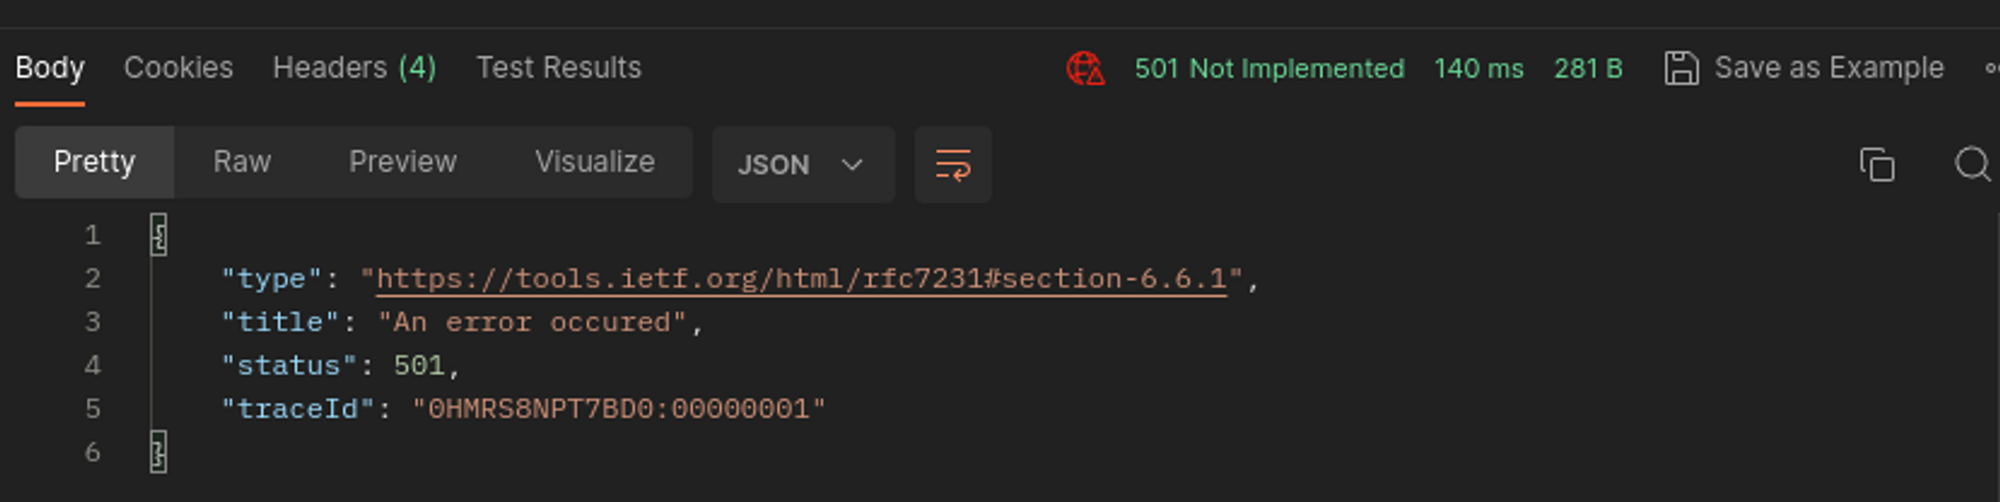 Body Cookies Headers (4) Test Results 501 Not Implemented 140 ms 281 B Save as Example
Pretty Raw Preview Visualize JSON
1 {
2 "type": "https://tools.ietf.org/html/rfc7231#section-6.6.1",
3 "title": "An error occured",
4 "status": 501,
5 "traceId": "0HMRS8NPT7BD0:00000001"
6 }